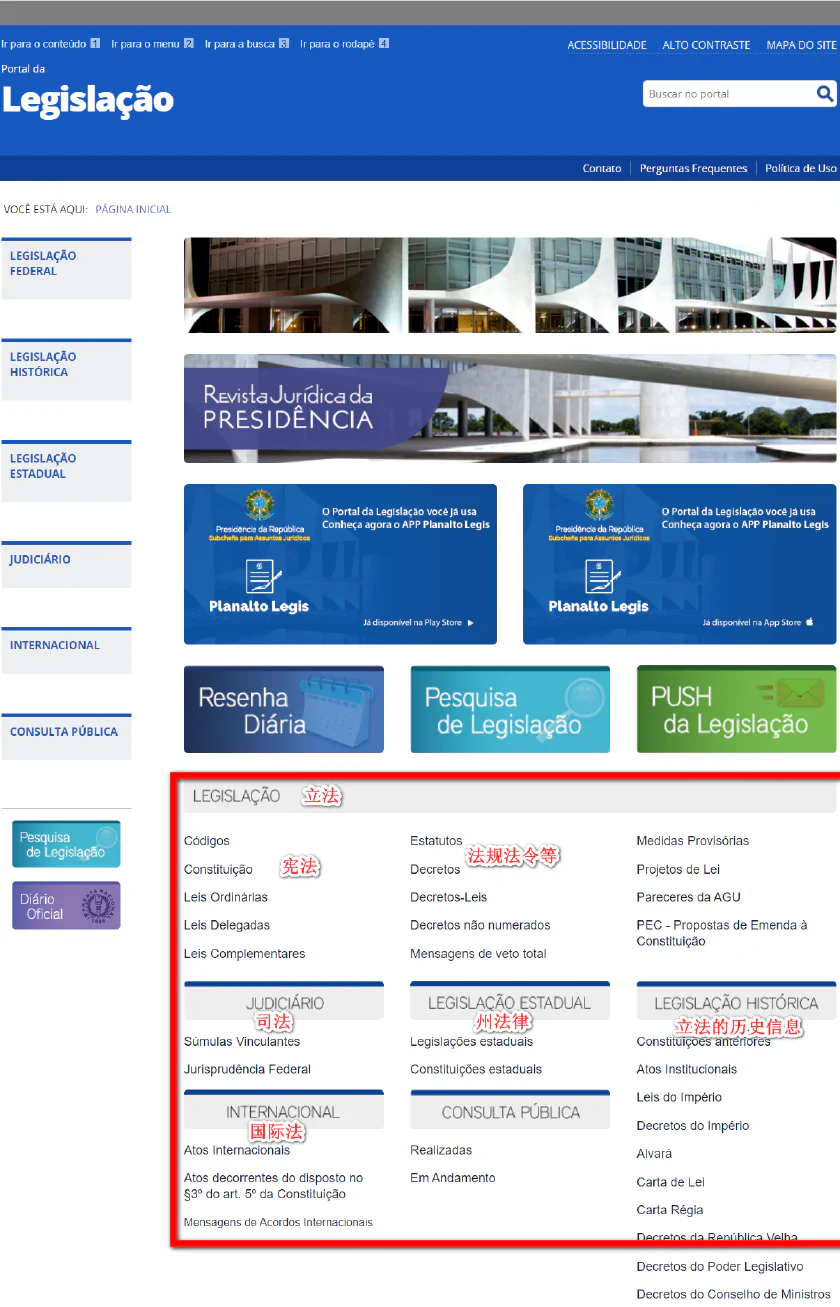 Ir para o conteúdo 1 Ir para o menu 2 Ir para a busca 3 Ir para o rodapé 4
ACESSIBILIDADE ALTO CONTRASTE MAPA DO SITE
Portal da
Legislação
Buscar no portal
Contato Perguntas Frequentes Política de Uso
VOCÊ ESTÁ AQUI: PÁGINA INICIAL
LEGISLAÇÃO
FEDERAL
LEGISLAÇÃO
HISTÓRICA
LEGISLAÇÃO
ESTADUAL
JUDICIÁRIO
INTERNACIONAL
CONSULTA PÚBLICA
Pesquisa
de Legislação
Diário
Oficial
Revista Jurídica da
PRESIDÊNCIA
Presidência da República
Subchefia para Assuntos Jurídicos
O Portal da Legislação você já usa
Conheça agora o APP Planalto Legis
Planalto Legis
Já disponível na Play Store
Presidência da República
Subchefia para Assuntos Jurídicos
O Portal da Legislação você já usa
Conheça agora o APP Planalto Legis
Planalto Legis
Já disponível na App Store
Resenha
Diária
Pesquisa
de Legislação
PUSH
da Legislação
LEGISLAÇÃO 立法
Códigos
Constituição 宪法
Leis Ordinárias
Leis Delegadas
Leis Complementares
Estatutos
法规法令等
Decretos
Decretos-Leis
Decretos não numerados
Mensagens de veto total
Medidas Provisórias
Projetos de Lei
Pareceres da AGU
PEC - Propostas de Emenda à
Constituição
JUDICIÁRIO
司法
Súmulas Vinculantes
Jurisprudência Federal
LEGISLAÇÃO ESTADUAL
州法律
Legislações estaduais
Constituições estaduais
LEGISLAÇÃO HISTÓRICA
立法的历史信息
Constituições anteriores
Atos Institucionais
Leis do Império
Decretos do Império
Alvará
Carta de Lei
Carta Régia
Decretos da República Velha
Decretos do Poder Legislativo
Decretos do Conselho de Ministros
INTERNACIONAL
国际法
Atos Internacionais
Atos decorrentes do disposto no
§3º do art. 5º da Constituição
Mensagens de Acordos Internacionais
CONSULTA PÚBLICA
Realizadas
Em Andamento